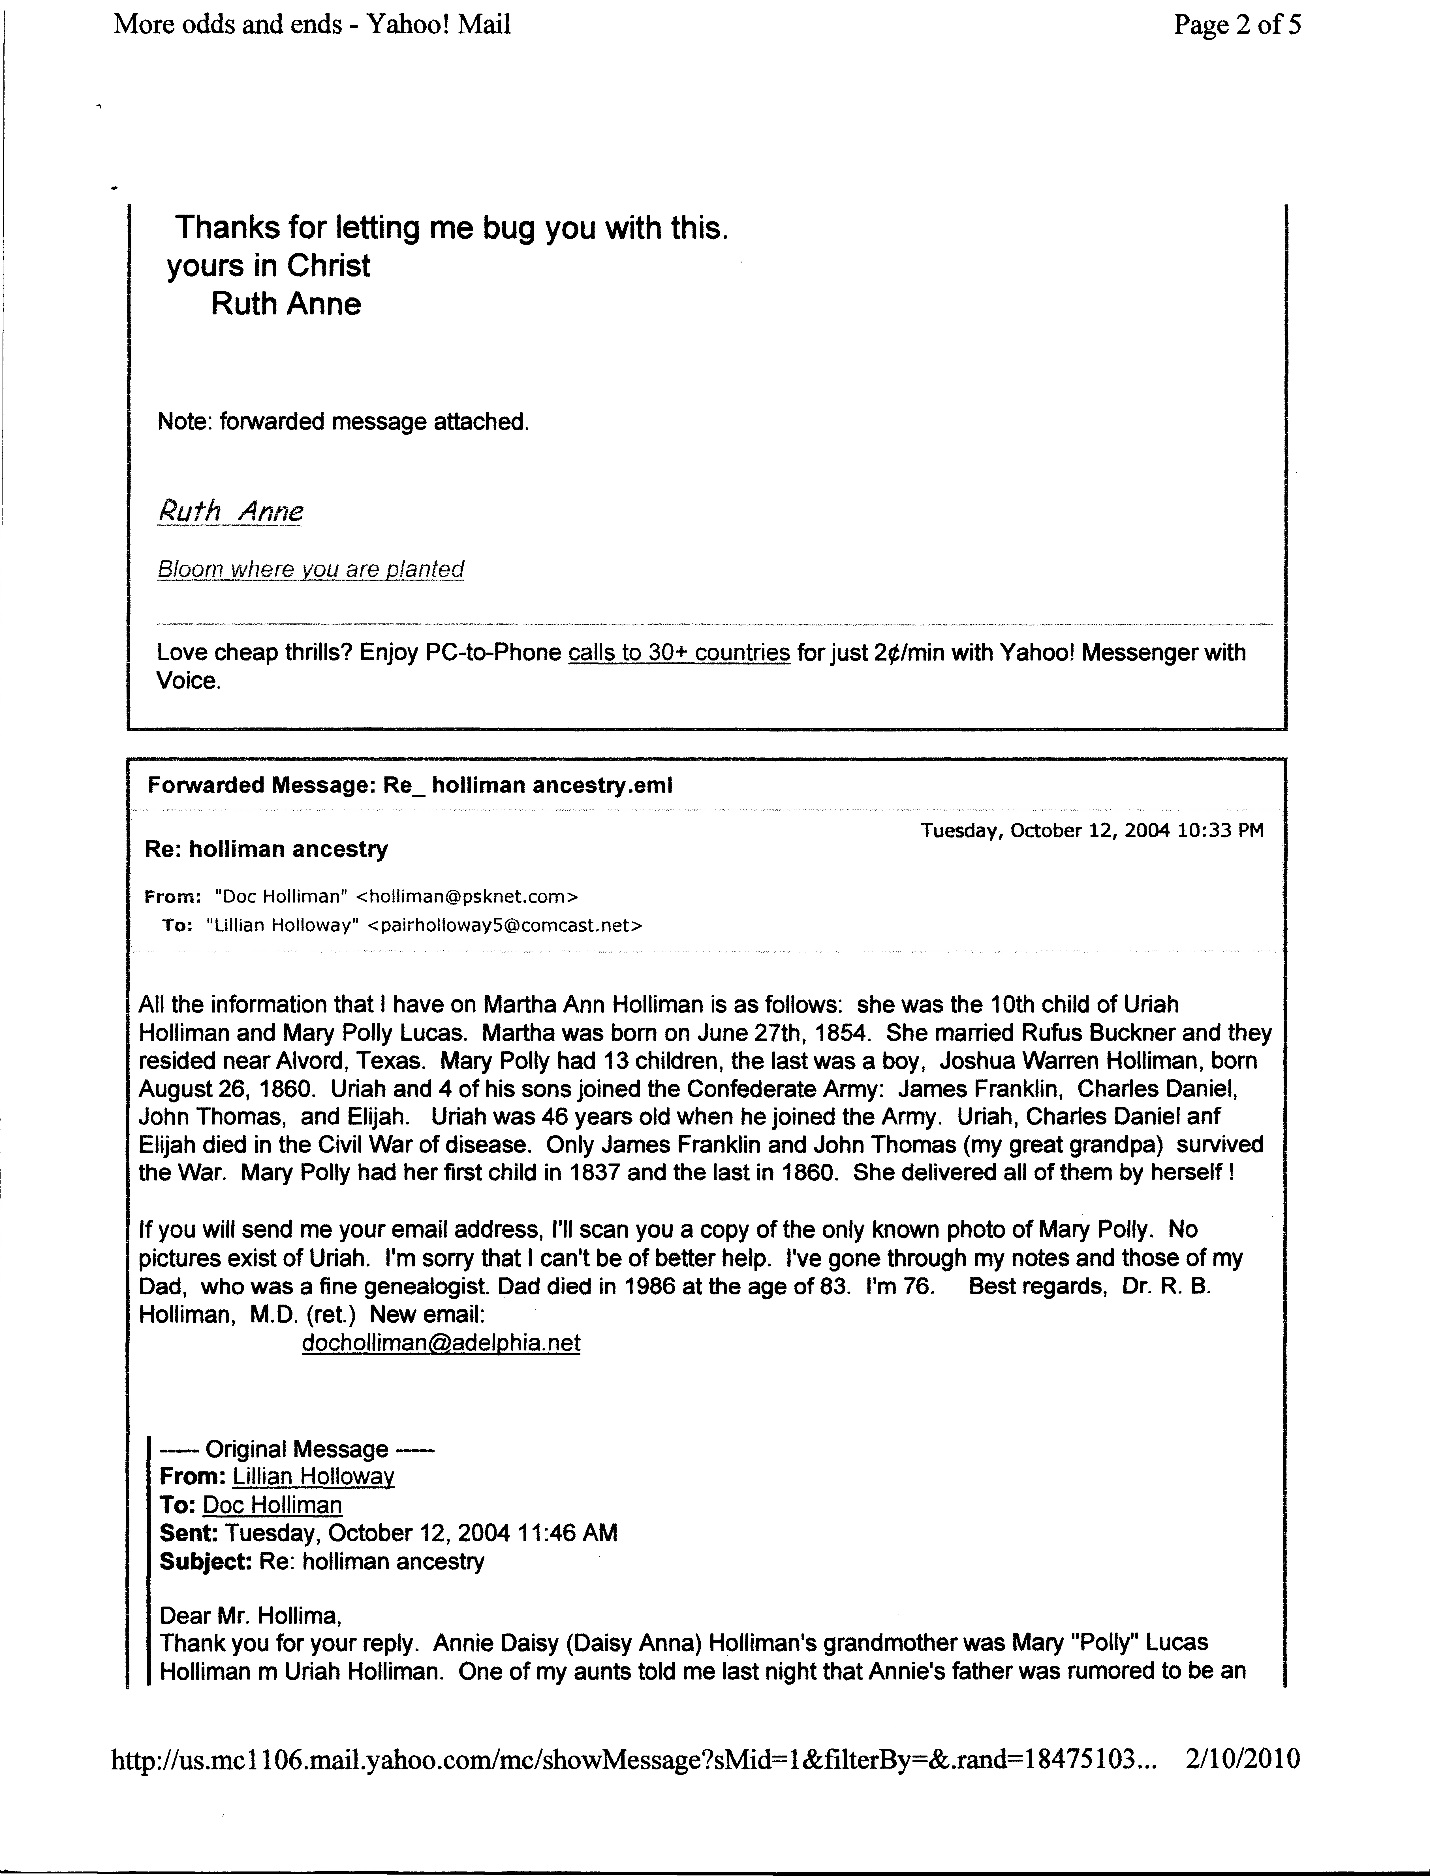 More odds and ends - Yahoo! Mail Page 2 of 5
Thanks for letting me bug you with this.
yours in Christ
Ruth Anne
Note: forwarded message attached.
Ruth Anne
Bloom where you are planted
Love cheap thrills? Enjoy PC-to-Phone calls to 30+ countries for just 2¢/min with Yahoo! Messenger with
Voice.
Forwarded Message: Re_ holliman ancestry.eml
Tuesday, October 12, 2004 10:33 PM
Re: holliman ancestry
From: "Doc Holliman" <holliman@psknet.com>
To: "Lillian Holloway" <pairholloway5@comcast.net>
All the information that I have on Martha Ann Holliman is as follows: she was the 10th child of Uriah
Holliman and Mary Polly Lucas. Martha was born on June 27th, 1854. She married Rufus Buckner and they
resided near Alvord, Texas. Mary Polly had 13 children, the last was a boy, Joshua Warren Holliman, born
August 26, 1860. Uriah and 4 of his sons joined the Confederate Army: James Franklin, Charles Daniel,
John Thomas, and Elijah. Uriah was 46 years old when he joined the Army. Uriah, Charles Daniel anf
Elijah died in the Civil War of disease. Only James Franklin and John Thomas (my great grandpa) survived
the War. Mary Polly had her first child in 1837 and the last in 1860. She delivered all of them by herself !
If you will send me your email address, I'll scan you a copy of the only known photo of Mary Polly. No
pictures exist of Uriah. I'm sorry that I can't be of better help. I've gone through my notes and those of my
Dad, who was a fine genealogist. Dad died in 1986 at the age of 83. I'm 76. Best regards, Dr. R. B.
Holliman, M.D. (ret.) New email:
docholliman@adelphia.net
----- Original Message -----
From: Lillian Holloway
To: Doc Holliman
Sent: Tuesday, October 12, 2004 11:46 AM
Subject: Re: holliman ancestry
Dear Mr. Hollima,
Thank you for your reply. Annie Daisy (Daisy Anna) Holliman's grandmother was Mary "Polly" Lucas
Holliman m Uriah Holliman. One of my aunts told me last night that Annie's father was rumored to be an
http://us.mc1106.mail.yahoo.com/mc/showMessage?sMid=1&filterBy=&.rand=18475103... 2/10/2010